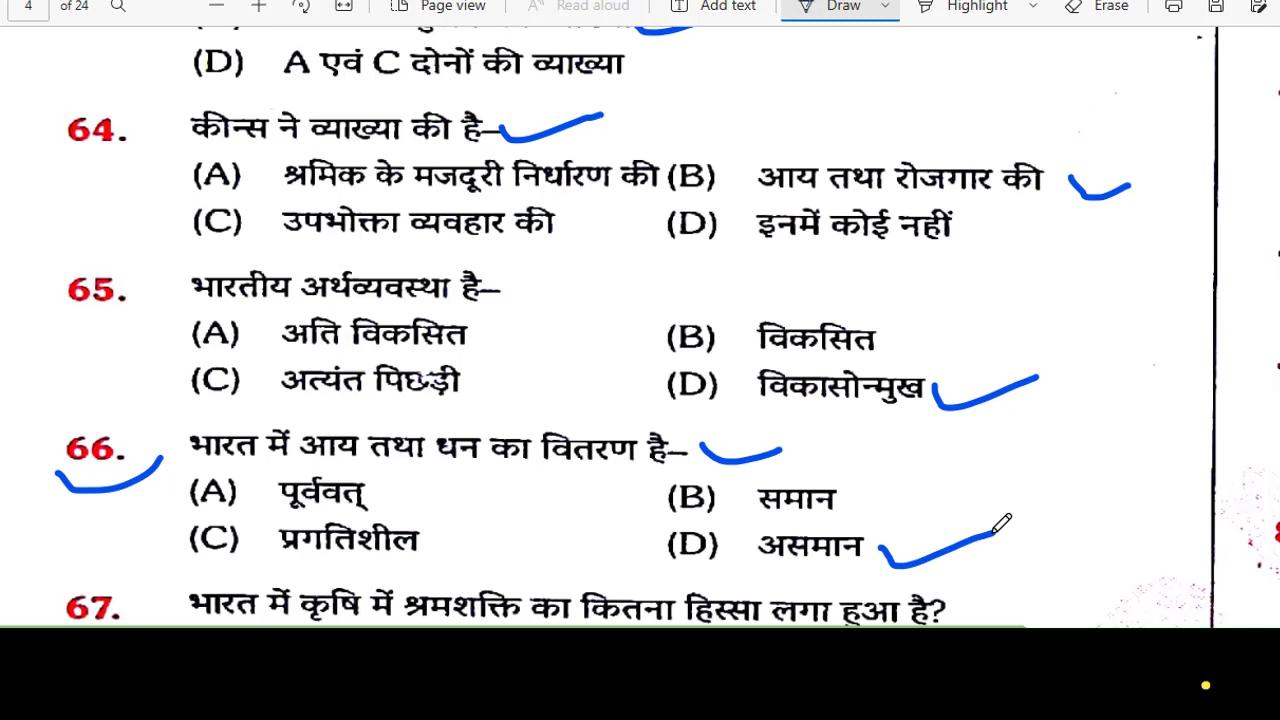 4 of 24 Page view Read aloud Add text Draw Highlight Erase
(D) A एवं C दोनों की व्याख्या
64. कीन्स ने व्याख्या की है–
(A) श्रमिक के मजदूरी निर्धारण की (B) आय तथा रोजगार की
(C) उपभोक्ता व्यवहार की (D) इनमें कोई नहीं
65. भारतीय अर्थव्यवस्था है–
(A) अति विकसित (B) विकसित
(C) अत्यंत पिछड़ी (D) विकासोन्मुख
66. भारत में आय तथा धन का वितरण है–
(A) पूर्ववत् (B) समान
(C) प्रगतिशील (D) असमान
67. भारत में कृषि में श्रमशक्ति का कितना हिस्सा लगा हुआ है?